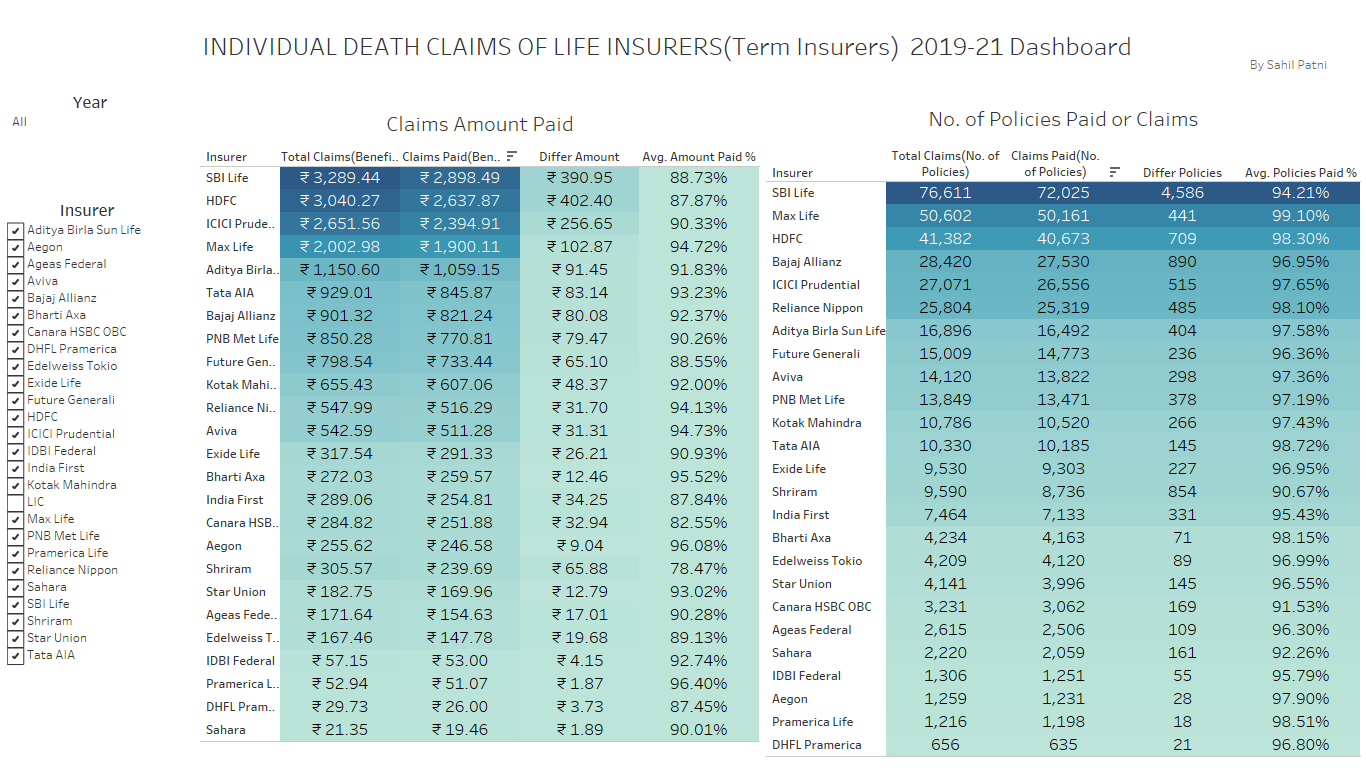 INDIVIDUAL DEATH CLAIMS OF LIFE INSURERS(Term Insurers) 2019-21 Dashboard
By Sahil Patni
Year
All
Insurer
Aditya Birla Sun Life
Aegon
Ageas Federal
Aviva
Bajaj Allianz
Bharti Axa
Canara HSBC OBC
DHFL Pramerica
Edelweiss Tokio
Exide Life
Future Generali
HDFC
ICICI Prudential
IDBI Federal
India First
Kotak Mahindra
LIC
Max Life
PNB Met Life
Pramerica Life
Reliance Nippon
Sahara
SBI Life
Shriram
Star Union
Tata AIA
Claims Amount Paid
Insurer Total Claims(Benefi.. Claims Paid(Ben.. Differ Amount Avg. Amount Paid %
SBI Life ₹ 3,289.44 ₹ 2,898.49 ₹ 390.95 88.73%
HDFC ₹ 3,040.27 ₹ 2,637.87 ₹ 402.40 87.87%
ICICI Prude.. ₹ 2,651.56 ₹ 2,394.91 ₹ 256.65 90.33%
Max Life ₹ 2,002.98 ₹ 1,900.11 ₹ 102.87 94.72%
Aditya Birla.. ₹ 1,150.60 ₹ 1,059.15 ₹ 91.45 91.83%
Tata AIA ₹ 929.01 ₹ 845.87 ₹ 83.14 93.23%
Bajaj Allianz ₹ 901.32 ₹ 821.24 ₹ 80.08 92.37%
PNB Met Life ₹ 850.28 ₹ 770.81 ₹ 79.47 90.26%
Future Gen.. ₹ 798.54 ₹ 733.44 ₹ 65.10 88.55%
Kotak Mahi.. ₹ 655.43 ₹ 607.06 ₹ 48.37 92.00%
Reliance Ni.. ₹ 547.99 ₹ 516.29 ₹ 31.70 94.13%
Aviva ₹ 542.59 ₹ 511.28 ₹ 31.31 94.73%
Exide Life ₹ 317.54 ₹ 291.33 ₹ 26.21 90.93%
Bharti Axa ₹ 272.03 ₹ 259.57 ₹ 12.46 95.52%
India First ₹ 289.06 ₹ 254.81 ₹ 34.25 87.84%
Canara HSB.. ₹ 284.82 ₹ 251.88 ₹ 32.94 82.55%
Aegon ₹ 255.62 ₹ 246.58 ₹ 9.04 96.08%
Shriram ₹ 305.57 ₹ 239.69 ₹ 65.88 78.47%
Star Union ₹ 182.75 ₹ 169.96 ₹ 12.79 93.02%
Ageas Fede.. ₹ 171.64 ₹ 154.63 ₹ 17.01 90.28%
Edelweiss T.. ₹ 167.46 ₹ 147.78 ₹ 19.68 89.13%
IDBI Federal ₹ 57.15 ₹ 53.00 ₹ 4.15 92.74%
Pramerica L.. ₹ 52.94 ₹ 51.07 ₹ 1.87 96.40%
DHFL Pram.. ₹ 29.73 ₹ 26.00 ₹ 3.73 87.45%
Sahara ₹ 21.35 ₹ 19.46 ₹ 1.89 90.01%
No. of Policies Paid or Claims
Total Claims(No. of Claims Paid(No.
Insurer Policies) of Policies) Differ Policies Avg. Policies Paid %
SBI Life 76,611 72,025 4,586 94.21%
Max Life 50,602 50,161 441 99.10%
HDFC 41,382 40,673 709 98.30%
Bajaj Allianz 28,420 27,530 890 96.95%
ICICI Prudential 27,071 26,556 515 97.65%
Reliance Nippon 25,804 25,319 485 98.10%
Aditya Birla Sun Life 16,896 16,492 404 97.58%
Future Generali 15,009 14,773 236 96.36%
Aviva 14,120 13,822 298 97.36%
PNB Met Life 13,849 13,471 378 97.19%
Kotak Mahindra 10,786 10,520 266 97.43%
Tata AIA 10,330 10,185 145 98.72%
Exide Life 9,530 9,303 227 96.95%
Shriram 9,590 8,736 854 90.67%
India First 7,464 7,133 331 95.43%
Bharti Axa 4,234 4,163 71 98.15%
Edelweiss Tokio 4,209 4,120 89 96.99%
Star Union 4,141 3,996 145 96.55%
Canara HSBC OBC 3,231 3,062 169 91.53%
Ageas Federal 2,615 2,506 109 96.30%
Sahara 2,220 2,059 161 92.26%
IDBI Federal 1,306 1,251 55 95.79%
Aegon 1,259 1,231 28 97.90%
Pramerica Life 1,216 1,198 18 98.51%
DHFL Pramerica 656 635 21 96.80%